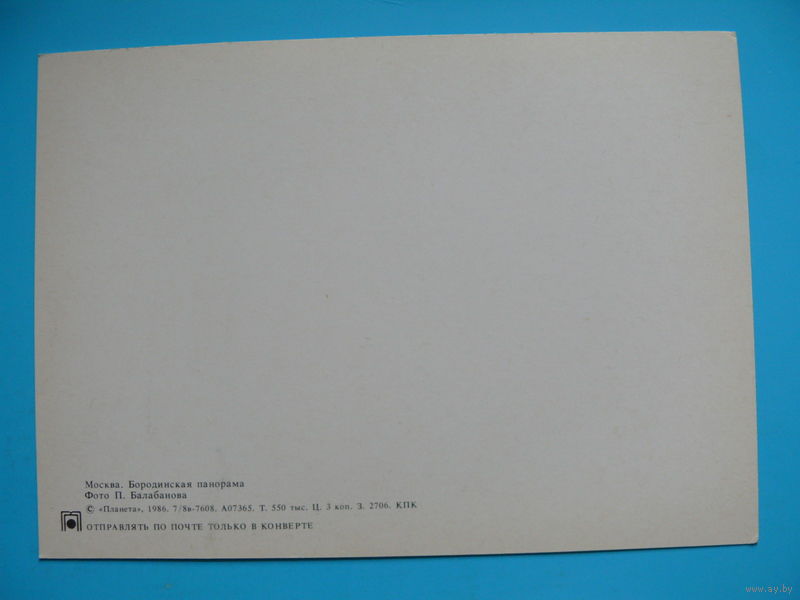 Москва. Бородинская панорама
Фото П. Балабанова
© «Планета», 1986. 7/8в-7608. А07365. Т. 550 тыс. Ц. 3 коп. З. 2706. КПК
ОТПРАВЛЯТЬ ПО ПОЧТЕ ТОЛЬКО В КОНВЕРТЕ
www.ay.by